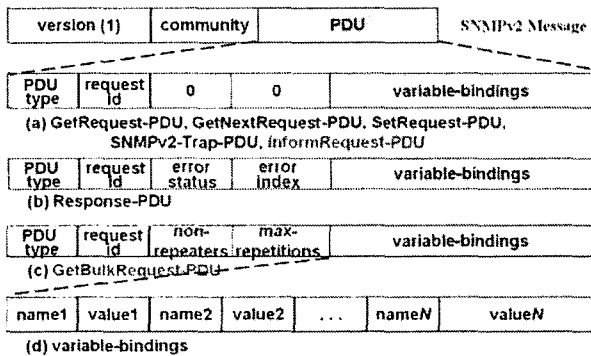 version (1) community PDU SNMPv2 Message
PDU type request id 0 0 variable-bindings
(a) GetRequest-PDU, GetNextRequest-PDU, SetRequest-PDU,
SNMPv2-Trap-PDU, InformRequest-PDU
PDU type request id error status error index variable-bindings
(b) Response-PDU
PDU type request id non-repeaters max-repetitions variable-bindings
(c) GetBulkRequest-PDU
name1 value1 name2 value2 . . . nameN valueN
(d) variable-bindings